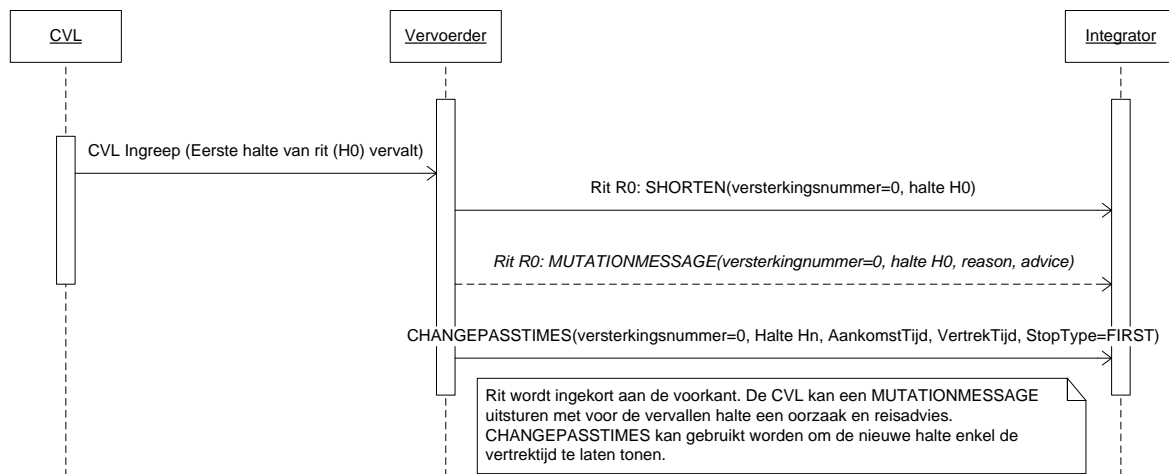 CVL
Vervoerder
Integrator
CVL Ingreep (Eerste halte van rit (H0) vervalt)
Rit R0: SHORTEN(versterkingsnummer=0, halte H0)
Rit R0: MUTATIONMESSAGE(versterkingnummer=0, halte H0, reason, advice)
CHANGEPASSTIMES(versterkingsnummer=0, Halte Hn, AankomstTijd, VertrekTijd, StopType=FIRST)
Rit wordt ingekort aan de voorkant. De CVL kan een MUTATIONMESSAGE
uitsturen met voor de vervallen halte een oorzaak en reisadvies.
CHANGEPASSTIMES kan gebruikt worden om de nieuwe halte enkel de
vertrektijd te laten tonen.